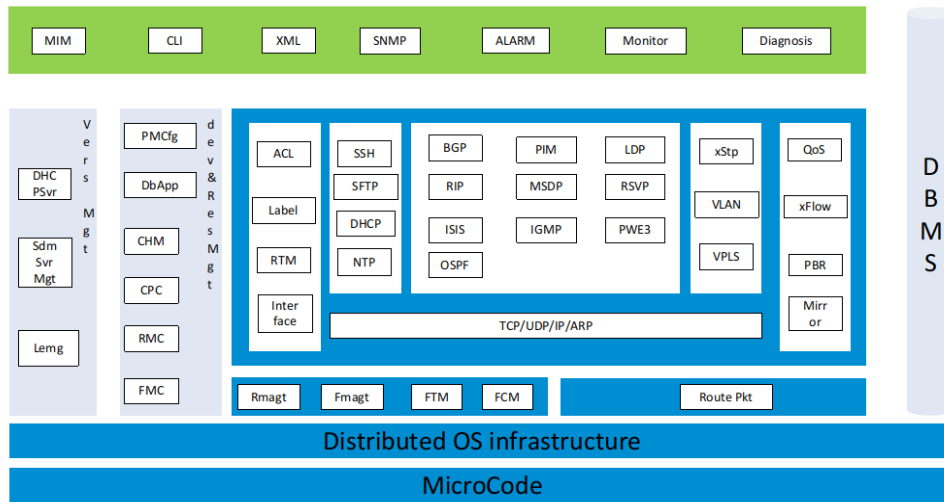 MIM
CLI
XML
SNMP
ALARM
Monitor
Diagnosis
Vers Mgt
DHC
PSvr
Sdm
Svr
Mgt
Lemg
dev&ResMgt
PMCfg
DbApp
CHM
CPC
RMC
FMC
ACL
Label
RTM
Inter
face
SSH
SFTP
DHCP
NTP
BGP
PIM
LDP
RIP
MSDP
RSVP
ISIS
IGMP
PWE3
OSPF
xStp
VLAN
VPLS
QoS
xFlow
PBR
Mirr
or
TCP/UDP/IP/ARP
Rmagt
Fmagt
FTM
FCM
Route Pkt
DBMS
Distributed OS infrastructure
MicroCode